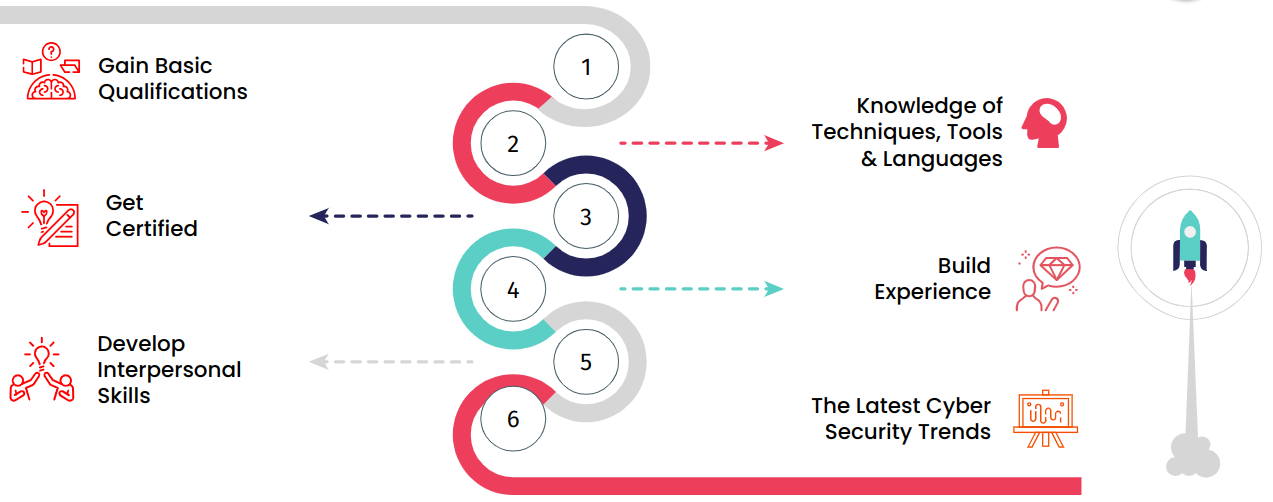 1
Gain Basic
Qualifications
2
Knowledge of
Techniques, Tools
& Languages
3
Get
Certified
4
Build
Experience
5
Develop
Interpersonal
Skills
6
The Latest Cyber
Security Trends
?